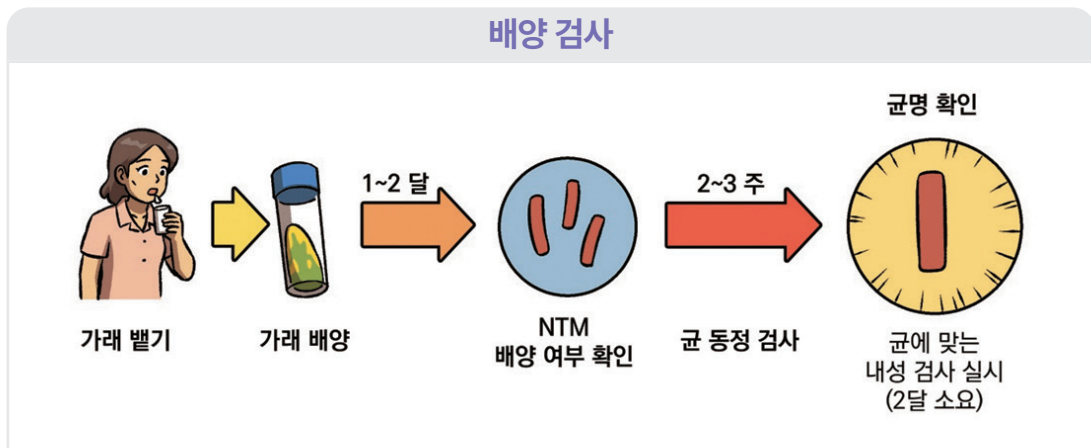 배양 검사
가래 뱉기
가래 배양
1~2 달
NTM
배양 여부 확인
2~3 주
균 동정 검사
균명 확인
균에 맞는
내성 검사 실시
(2달 소요)